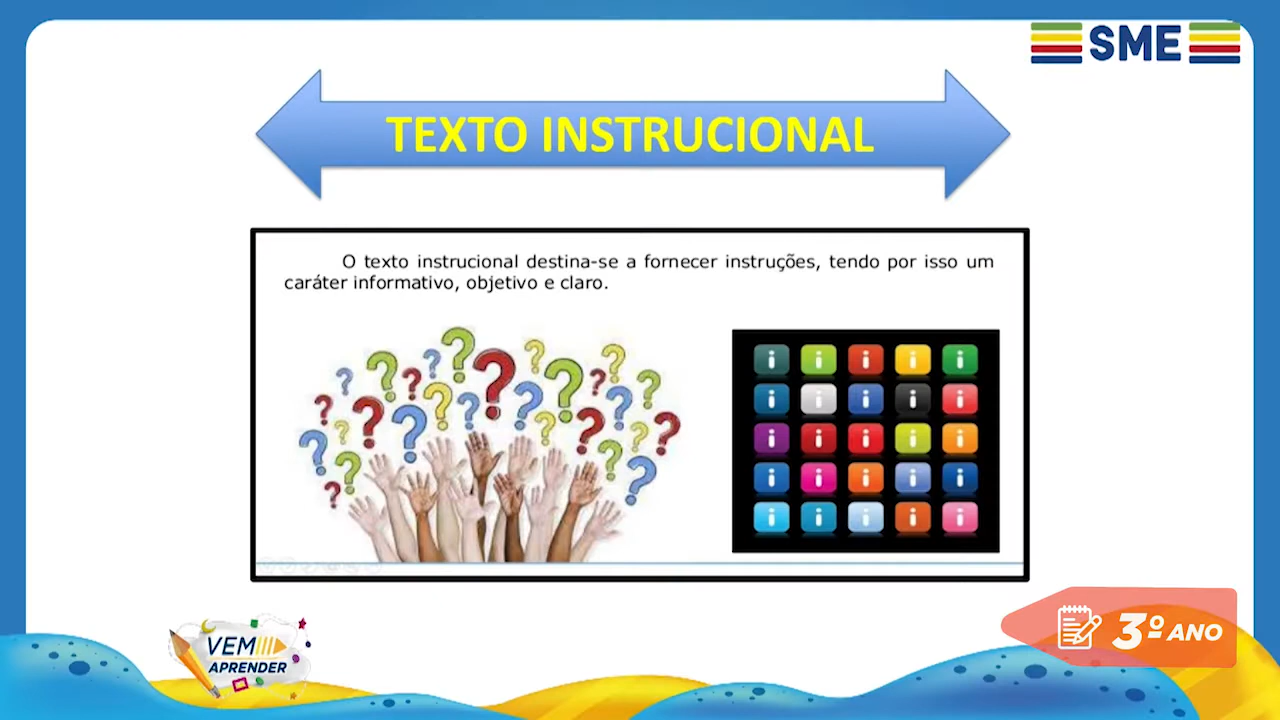 SME
TEXTO INSTRUCIONAL
O texto instrucional destina-se a fornecer instruções, tendo por isso um
caráter informativo, objetivo e claro.
VEM
APRENDER
3º ANO